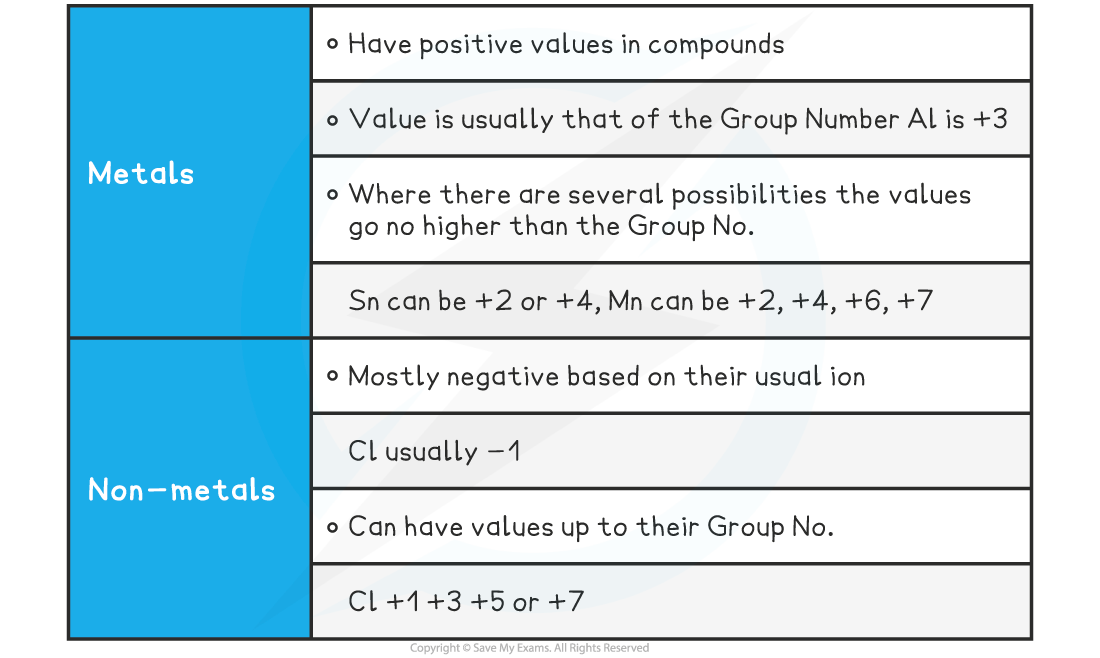 Metals
∘ Have positive values in compounds
∘ Value is usually that of the Group Number Al is +3
∘ Where there are several possibilities the values
go no higher than the Group No.
Sn can be +2 or +4, Mn can be +2, +4, +6, +7
Non-metals
∘ Mostly negative based on their usual ion
Cl usually −1
∘ Can have values up to their Group No.
Cl +1 +3 +5 or +7
Copyright © Save My Exams. All Rights Reserved